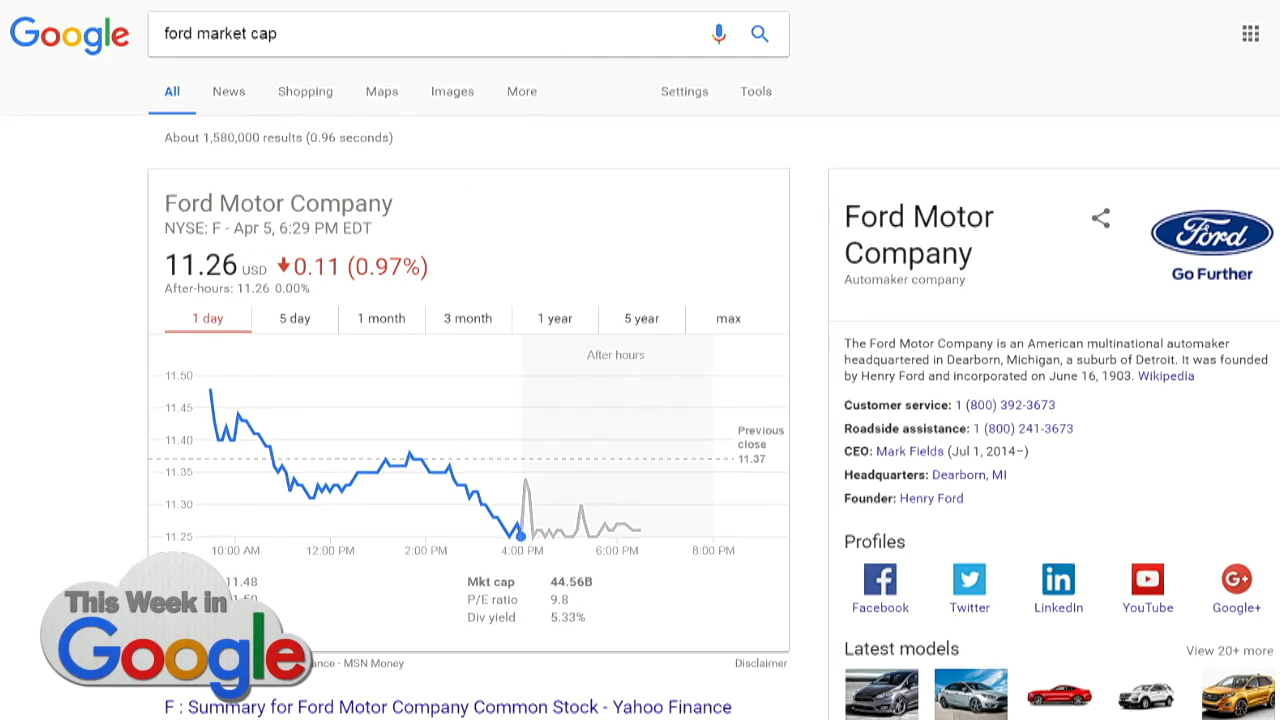 Google
ford market cap
All News Shopping Maps Images More Settings Tools
About 1,580,000 results (0.96 seconds)
Ford Motor Company
NYSE: F - Apr 5, 6:29 PM EDT
11.26 USD 0.11 (0.97%)
After-hours: 11.26 0.00%
1 day 5 day 1 month 3 month 1 year 5 year max
After hours
11.50
11.45
11.40
11.35
11.30
11.25
Previous
close
11.37
10:00 AM 12:00 PM 2:00 PM 4:00 PM 6:00 PM 8:00 PM
11.48
Mkt cap 44.56B
P/E ratio 9.8
Div yield 5.33%
ance - MSN Money Disclaimer
F : Summary for Ford Motor Company Common Stock - Yahoo Finance
This Week in
Google
Ford Motor
Company
Automaker company
Ford
Go Further
The Ford Motor Company is an American multinational automaker
headquartered in Dearborn, Michigan, a suburb of Detroit. It was founded
by Henry Ford and incorporated on June 16, 1903. Wikipedia
Customer service: 1 (800) 392-3673
Roadside assistance: 1 (800) 241-3673
CEO: Mark Fields (Jul 1, 2014–)
Headquarters: Dearborn, MI
Founder: Henry Ford
Profiles
Facebook Twitter LinkedIn YouTube Google+
Latest models View 20+ more